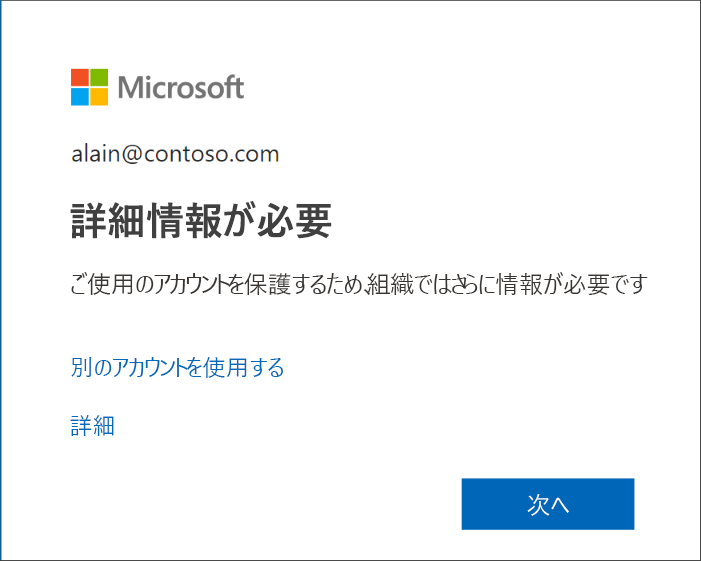 Microsoft
alain@contoso.com
詳細情報が必要
ご使用のアカウントを保護するため、組織ではさらに情報が必要です
別のアカウントを使用する
詳細
次へ